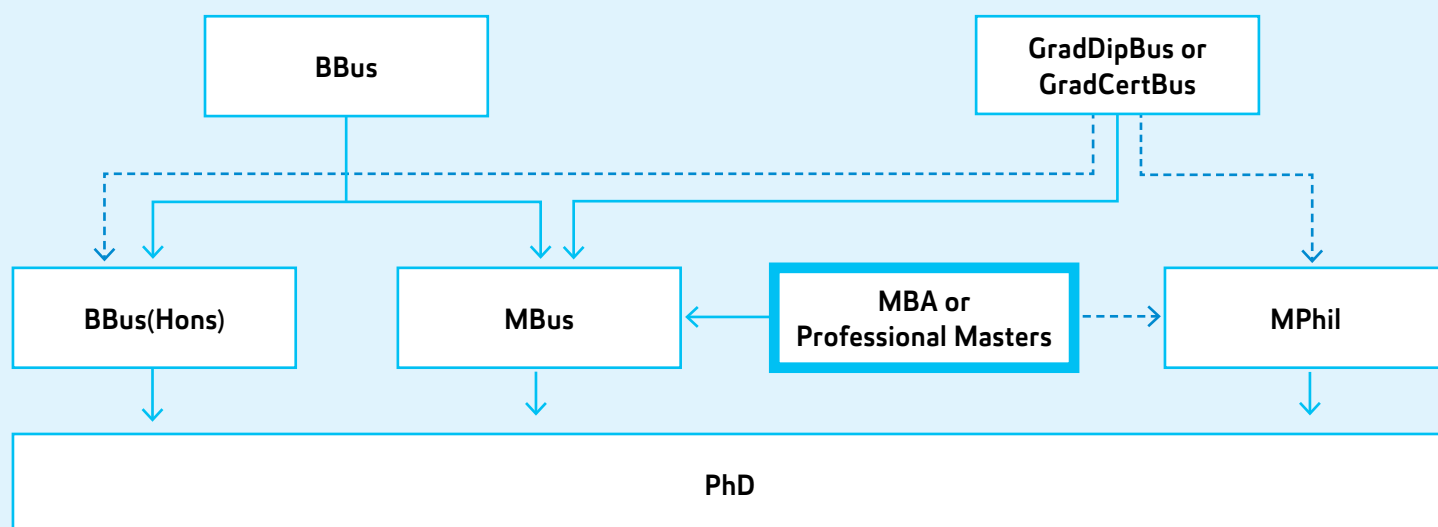 BBus
GradDipBus or
GradCertBus
BBus(Hons)
MBus
MBA or
Professional Masters
MPhil
PhD